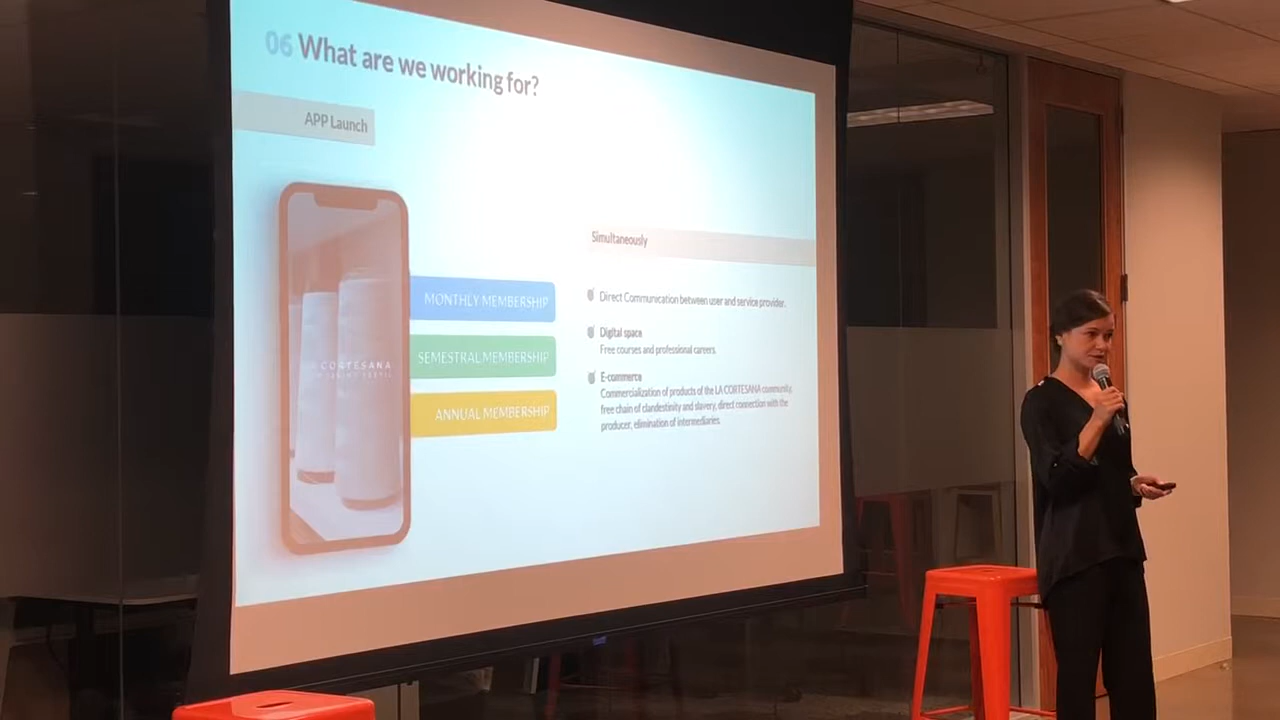 06 What are we working for?
APP Launch
Simultaneously
MONTHLY MEMBERSHIP
Direct Communication between user and service provider.
SEMESTRAL MEMBERSHIP
Digital space
Free courses and professional careers.
CORTESANA
ANNUAL MEMBERSHIP
E-commerce
Commercialization of products of the LA CORTESANA community,
free chain of clandestinity and slavery, direct connection with the
producer, elimination of intermediaries.